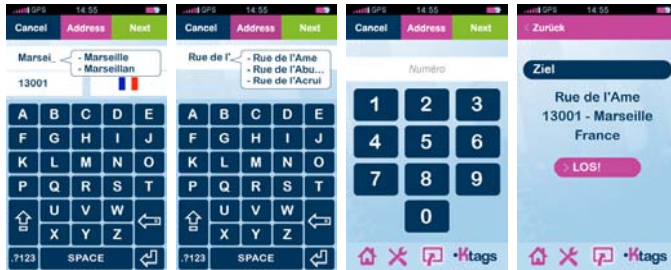 GPS 14:55
Cancel Address Next
Marsei_
- Marseille
- Marseillan
13001
A B C D E
F G H I J
K L M N O
P Q R S T
U V W
X Y Z
.?123 SPACE
GPS 14:55
Cancel Address Next
Rue de l'_
- Rue de l'Ame
- Rue de l'Abu...
- Rue de l'Acrui
A B C D E
F G H I J
K L M N O
P Q R S T
U V W
X Y Z
.?123 SPACE
GPS 14:55
Cancel Address Next
Numéro
1 2 3
4 5 6
7 8 9
0
Ktags
GPS 14:55
< Zurück
Ziel
Rue de l'Ame
13001 - Marseille
France
> LOS!
Ktags